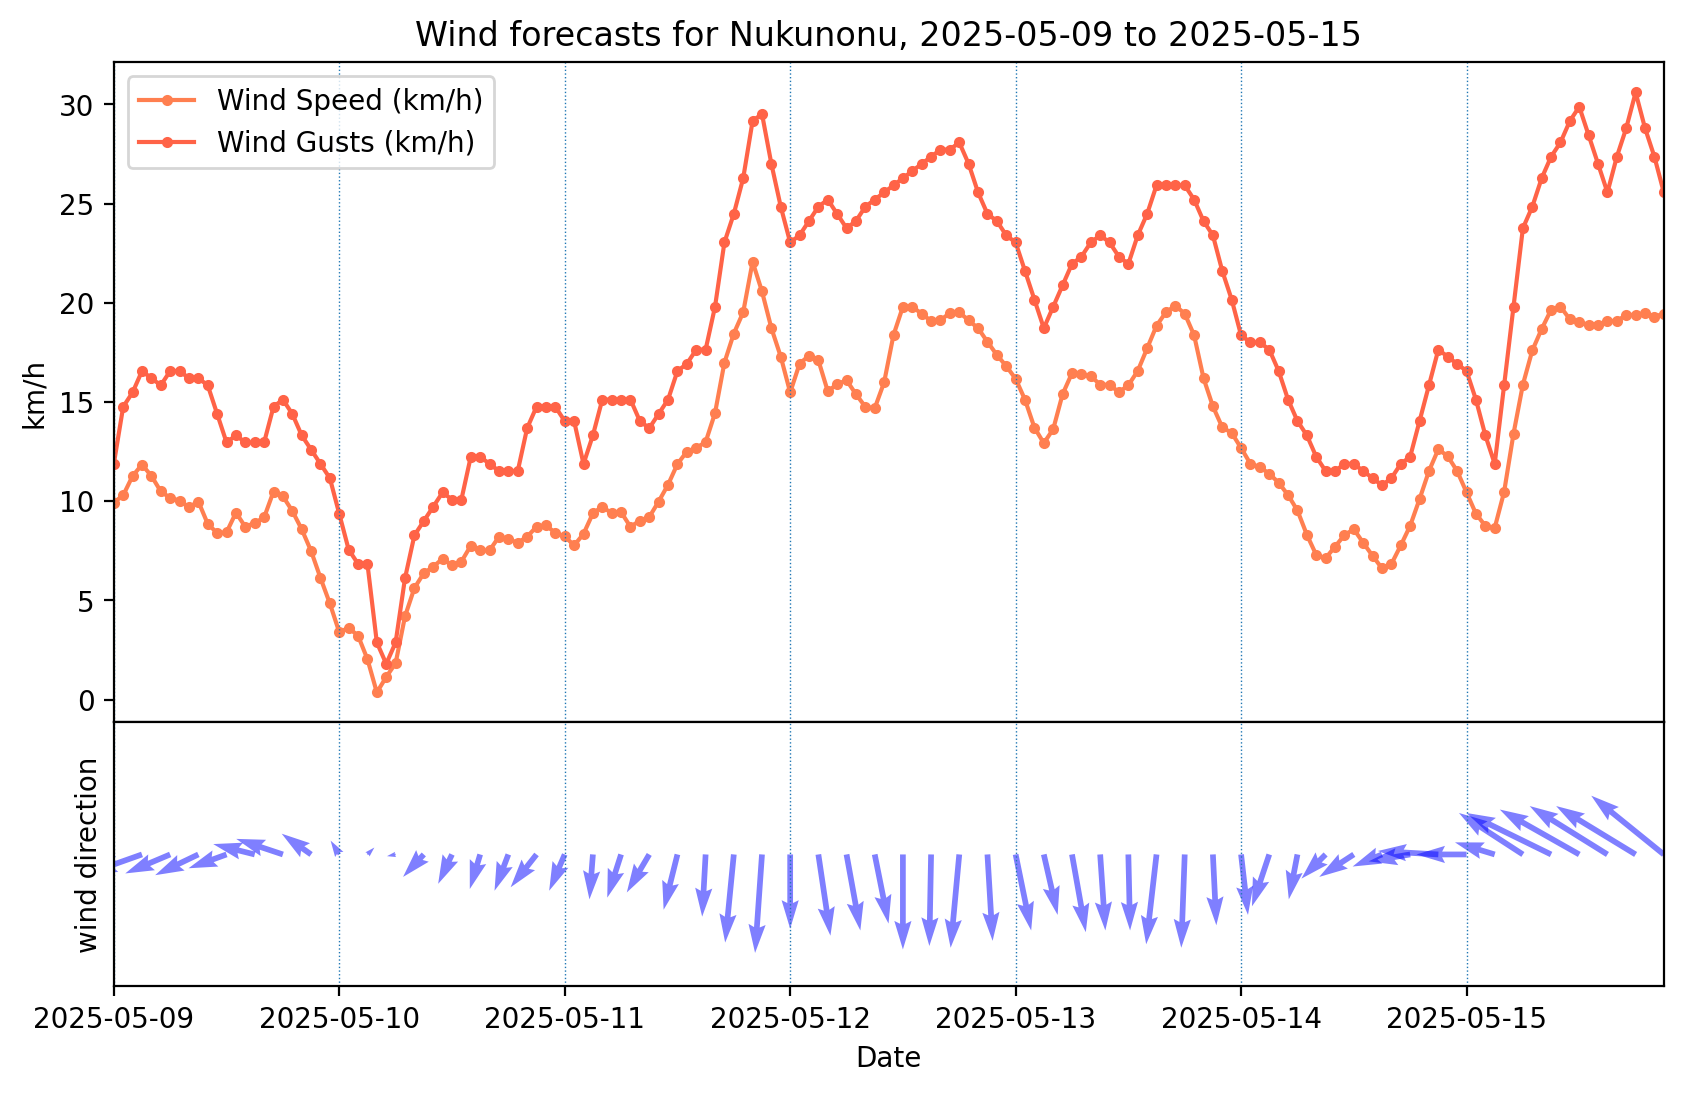 Wind forecasts for Nukunonu, 2025-05-09 to 2025-05-15
Wind Speed (km/h)
Wind Gusts (km/h)
km/h
30
25
20
15
10
5
0
wind direction
2025-05-09 2025-05-10 2025-05-11 2025-05-12 2025-05-13 2025-05-14 2025-05-15
Date